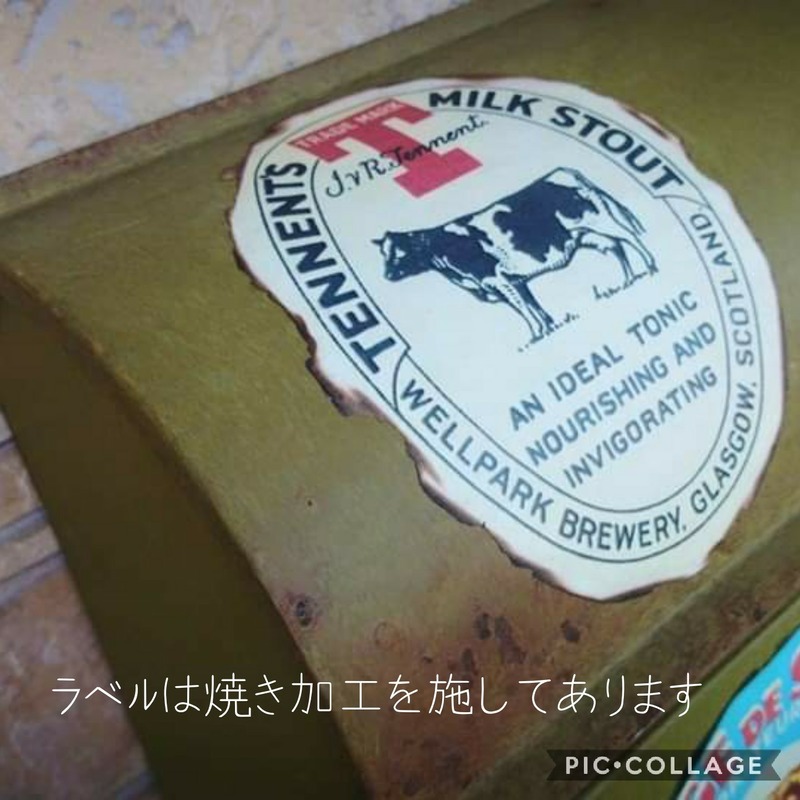 TENNENT'S MILK STOUT
TRADE MARK
T
J. & R. Tennent.
AN IDEAL TONIC
NOURISHING AND
INVIGORATING
WELLPARK BREWERY, GLASGOW, SCOTLAND
DE
ラベルは焼き加工を施してあります
PIC•COLLAGE